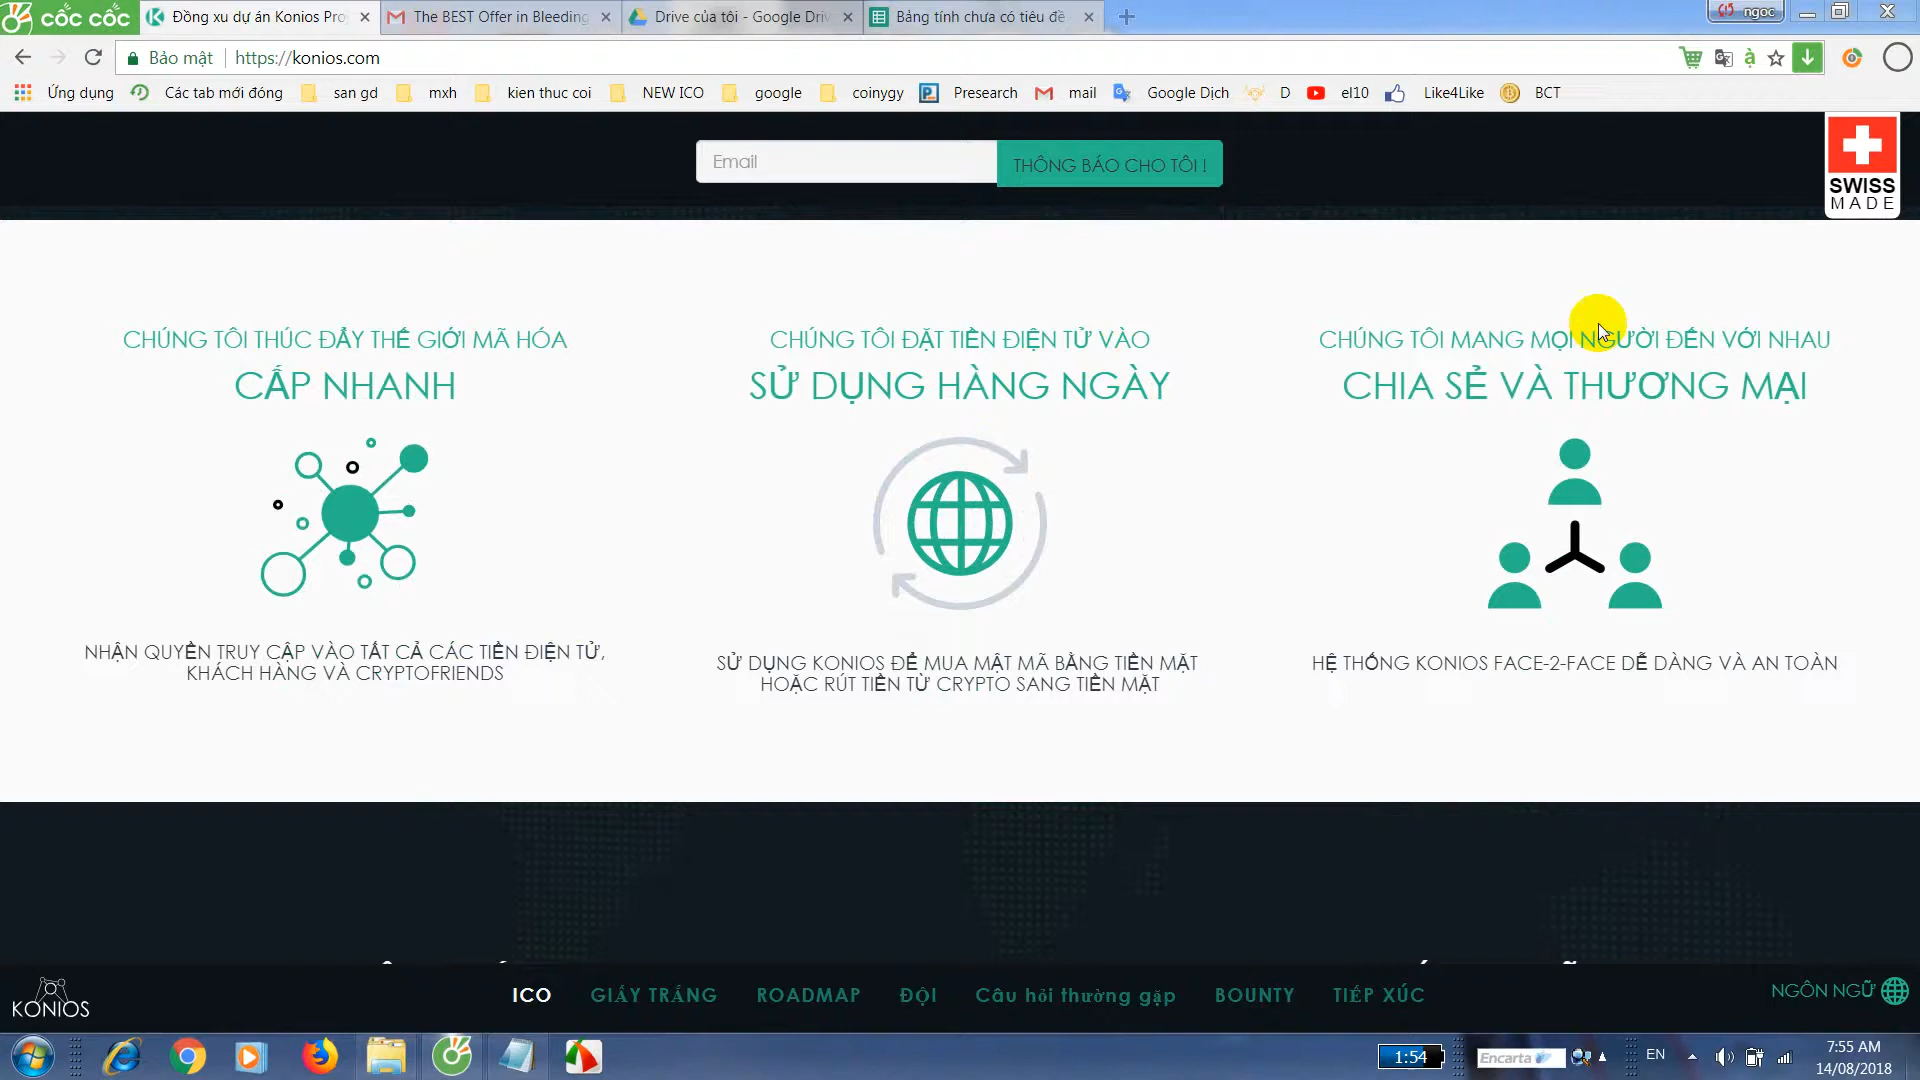 cốc cốc
Đồng xu dự án Konios Pro
The BEST Offer in Bleeding
Drive của tôi - Google Driv
Bảng tính chưa có tiêu đề
ngoc
Bảo mật
https://konios.com
Ứng dụng
Các tab mới đóng
san gd
mxh
kien thuc coi
NEW ICO
google
coinygy
Presearch
mail
Google Dịch
D
el10
Like4Like
BCT
Email
THÔNG BÁO CHO TÔI !
SWISS
MADE
CHÚNG TÔI THÚC ĐẨY THẾ GIỚI MÃ HÓA
CẤP NHANH
NHẬN QUYỀN TRUY CẬP VÀO TẤT CẢ CÁC TIỀN ĐIỆN TỬ,
KHÁCH HÀNG VÀ CRYPTOFRIENDS
CHÚNG TÔI ĐẶT TIỀN ĐIỆN TỬ VÀO
SỬ DỤNG HÀNG NGÀY
SỬ DỤNG KONIOS ĐỂ MUA MẬT MÃ BẰNG TIỀN MẶT
HOẶC RÚT TIỀN TỪ CRYPTO SANG TIỀN MẶT
CHÚNG TÔI MANG MỌI NGƯỜI ĐẾN VỚI NHAU
CHIA SẺ VÀ THƯƠNG MẠI
HỆ THỐNG KONIOS FACE-2-FACE DỄ DÀNG VÀ AN TOÀN
KONIOS
ICO
GIẤY TRẮNG
ROADMAP
ĐỘI
Câu hỏi thường gặp
BOUNTY
TIẾP XÚC
NGÔN NGỮ
1:54
Encarta
EN
7:55 AM
14/08/2018